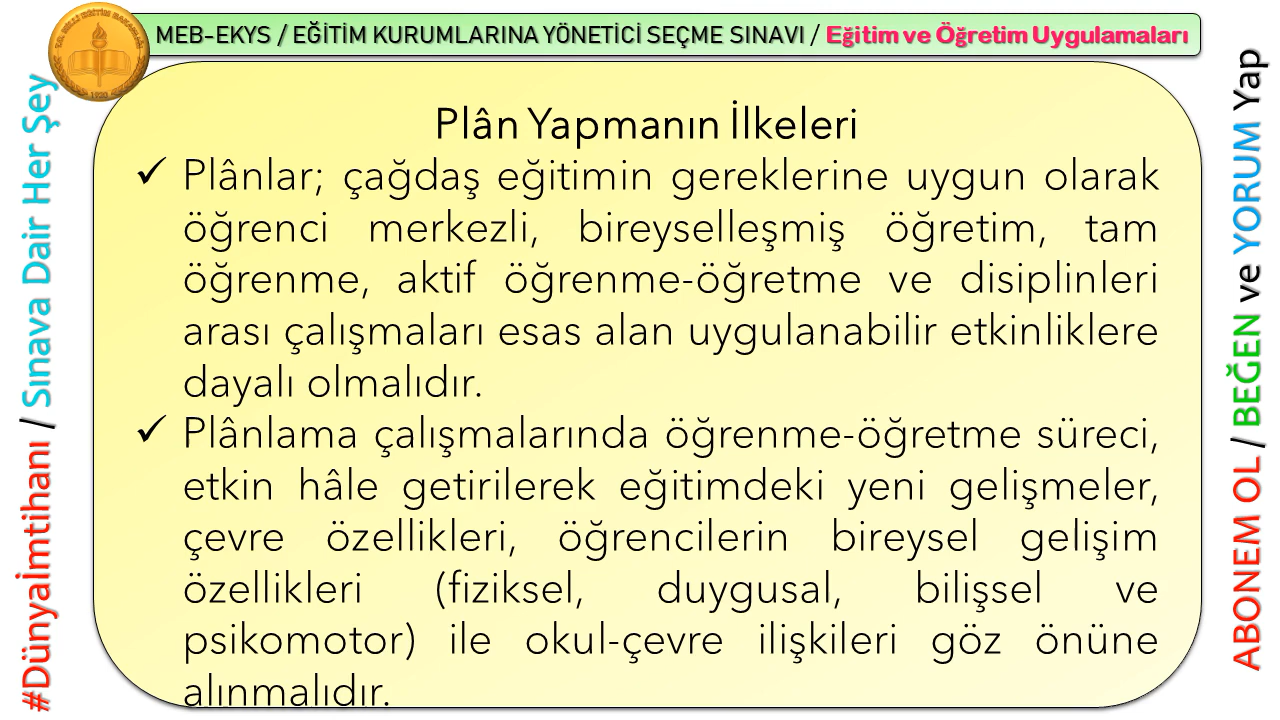 MEB-EKYS / EĞİTİM KURUMLARINA YÖNETİCİ SEÇME SINAVI / Eğitim ve Öğretim Uygulamaları
Plân Yapmanın İlkeleri
✓ Plânlar; çağdaş eğitimin gereklerine uygun olarak
öğrenci merkezli, bireyselleşmiş öğretim, tam
öğrenme, aktif öğrenme-öğretme ve disiplinleri
arası çalışmaları esas alan uygulanabilir etkinliklere
dayalı olmalıdır.
✓ Plânlama çalışmalarında öğrenme-öğretme süreci,
etkin hâle getirilerek eğitimdeki yeni gelişmeler,
çevre özellikleri, öğrencilerin bireysel gelişim
özellikleri (fiziksel, duygusal, bilişsel ve
psikomotor) ile okul-çevre ilişkileri göz önüne
alınmalıdır.
#Dünyaİmtihanı / Sınava Dair Her Şey
ABONEM OL / BEĞEN ve YORUM Yap